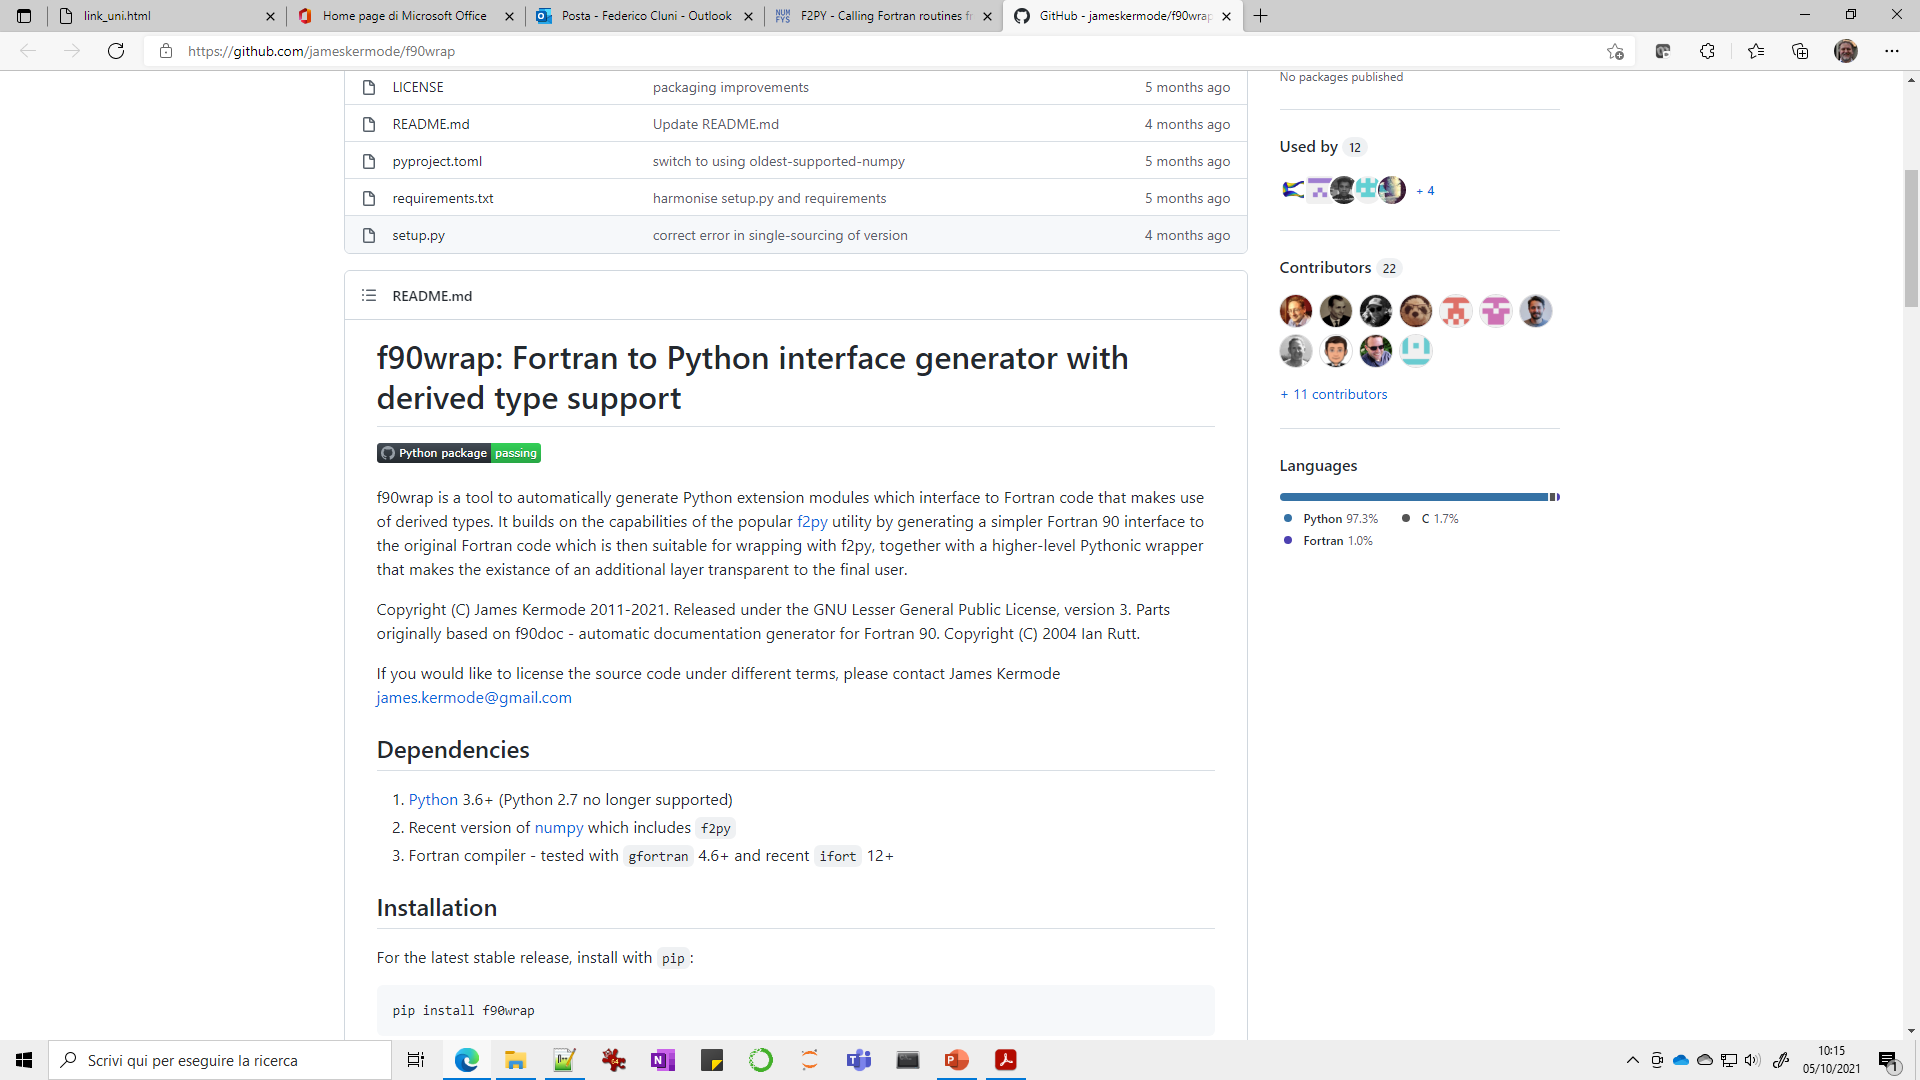 link_uni.html
Home page di Microsoft Office
Posta - Federico Cluni - Outlook
NUM FYS
F2PY - Calling Fortran routines fr
GitHub - jameskermode/f90wrap
https://github.com/jameskermode/f90wrap
LICENSE packaging improvements 5 months ago
README.md Update README.md 4 months ago
pyproject.toml switch to using oldest-supported-numpy 5 months ago
requirements.txt harmonise setup.py and requirements 5 months ago
setup.py correct error in single-sourcing of version 4 months ago
README.md
f90wrap: Fortran to Python interface generator with
derived type support
Python package passing
f90wrap is a tool to automatically generate Python extension modules which interface to Fortran code that makes use
of derived types. It builds on the capabilities of the popular f2py utility by generating a simpler Fortran 90 interface to
the original Fortran code which is then suitable for wrapping with f2py, together with a higher-level Pythonic wrapper
that makes the existance of an additional layer transparent to the final user.
Copyright (C) James Kermode 2011-2021. Released under the GNU Lesser General Public License, version 3. Parts
originally based on f90doc - automatic documentation generator for Fortran 90. Copyright (C) 2004 Ian Rutt.
If you would like to license the source code under different terms, please contact James Kermode
james.kermode@gmail.com
Dependencies
1. Python 3.6+ (Python 2.7 no longer supported)
2. Recent version of numpy which includes f2py
3. Fortran compiler - tested with gfortran 4.6+ and recent ifort 12+
Installation
For the latest stable release, install with pip:
pip install f90wrap
No packages published
Used by 12
+ 4
Contributors 22
+ 11 contributors
Languages
Python 97.3% C 1.7%
Fortran 1.0%
Scrivi qui per eseguire la ricerca
10:15
05/10/2021
1